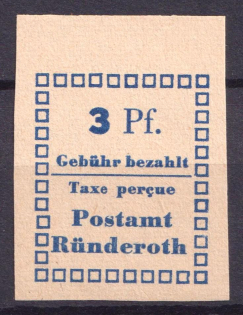 3 Pf.
Gebühr bezahlt
Taxe perçue
Postamt
Ründeroth